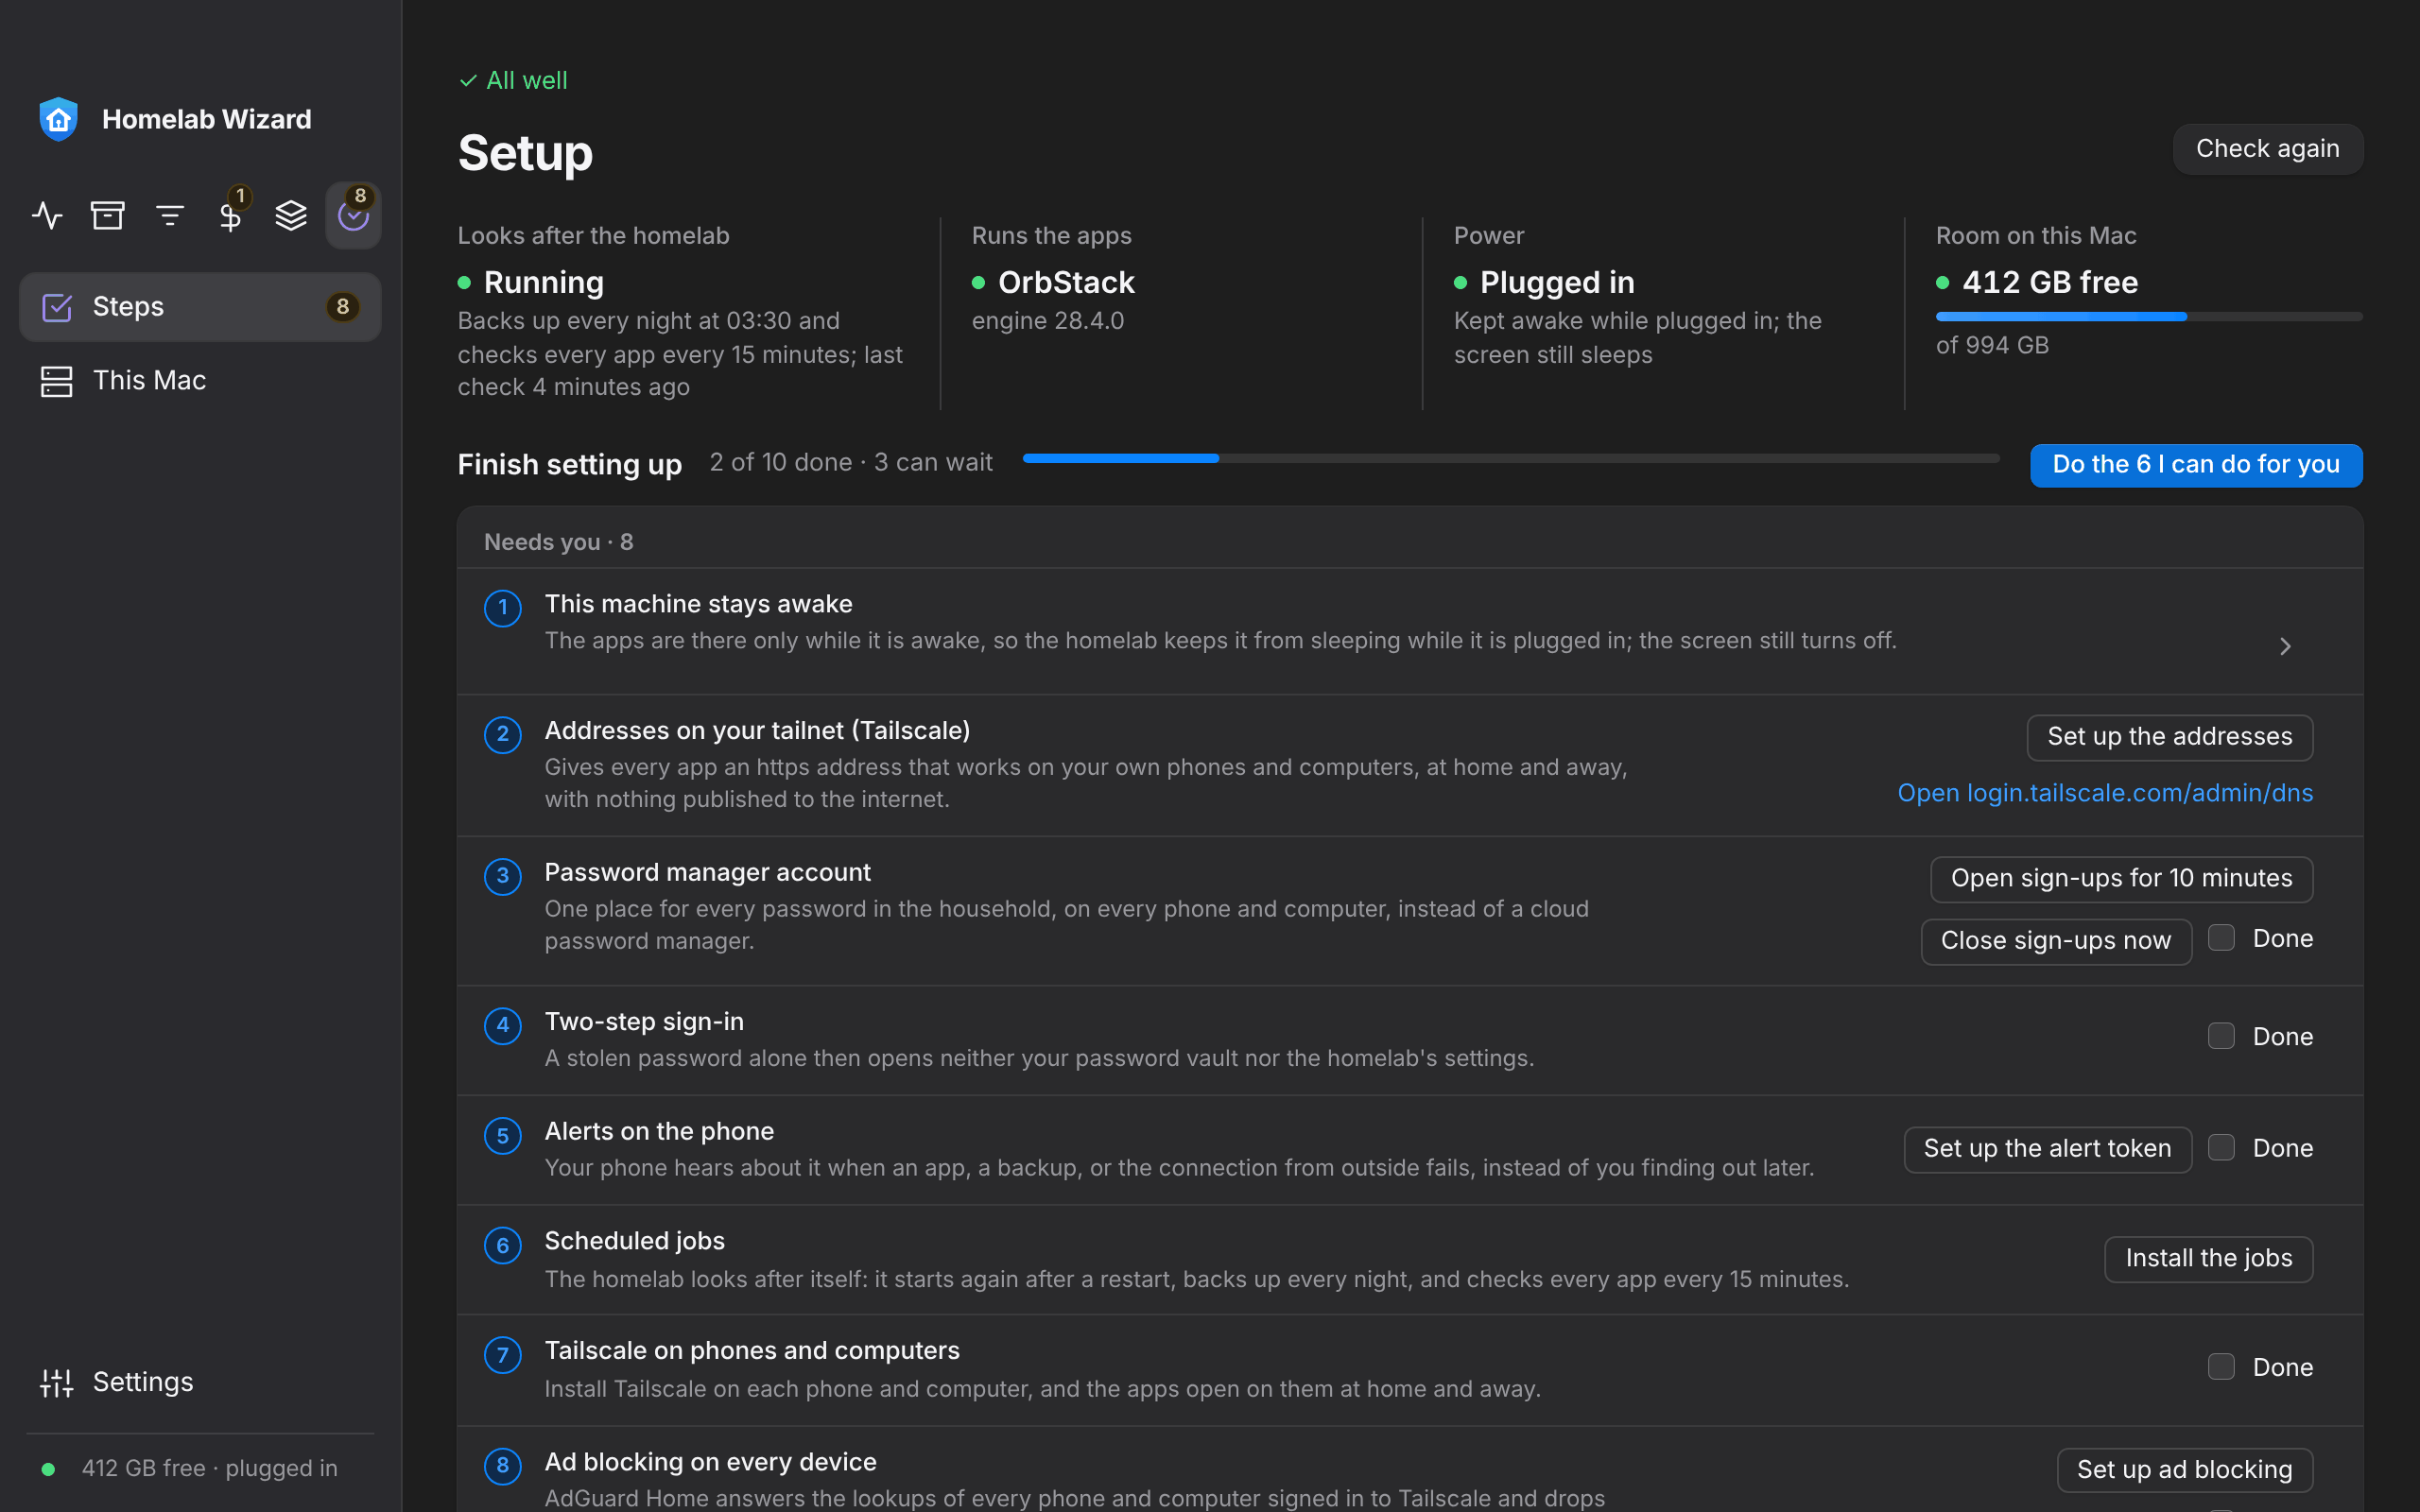 Homelab Wizard
1
8
Steps
8
This Mac
Settings
412 GB free · plugged in
All well
Setup
Check again
Looks after the homelab
Running
Backs up every night at 03:30 and
checks every app every 15 minutes; last
check 4 minutes ago
Runs the apps
OrbStack
engine 28.4.0
Power
Plugged in
Kept awake while plugged in; the
screen still sleeps
Room on this Mac
412 GB free
of 994 GB
Finish setting up
2 of 10 done · 3 can wait
Do the 6 I can do for you
Needs you · 8
1
This machine stays awake
The apps are there only while it is awake, so the homelab keeps it from sleeping while it is plugged in; the screen still turns off.
2
Addresses on your tailnet (Tailscale)
Gives every app an https address that works on your own phones and computers, at home and away,
with nothing published to the internet.
Set up the addresses
Open login.tailscale.com/admin/dns
3
Password manager account
One place for every password in the household, on every phone and computer, instead of a cloud
password manager.
Open sign-ups for 10 minutes
Close sign-ups now
Done
4
Two-step sign-in
A stolen password alone then opens neither your password vault nor the homelab's settings.
Done
5
Alerts on the phone
Your phone hears about it when an app, a backup, or the connection from outside fails, instead of you finding out later.
Set up the alert token
Done
6
Scheduled jobs
The homelab looks after itself: it starts again after a restart, backs up every night, and checks every app every 15 minutes.
Install the jobs
7
Tailscale on phones and computers
Install Tailscale on each phone and computer, and the apps open on them at home and away.
Done
8
Ad blocking on every device
AdGuard Home answers the lookups of every phone and computer signed in to Tailscale and drops
Set up ad blocking